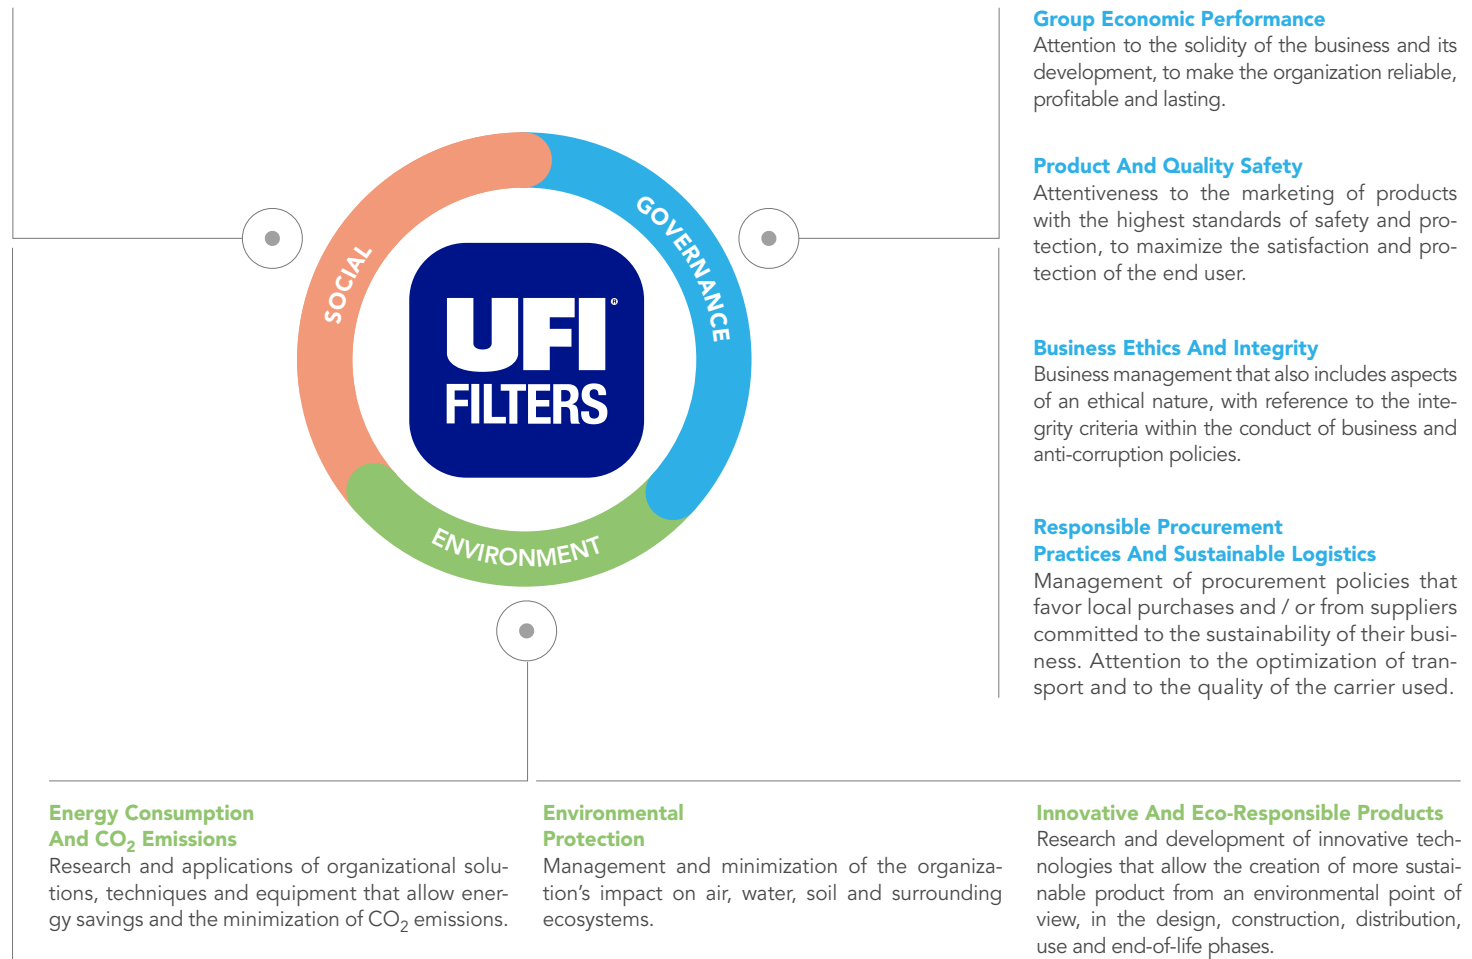 Group Economic Performance
Attention to the solidity of the business and its
development, to make the organization reliable,
profitable and lasting.
Product And Quality Safety
Attentiveness to the marketing of products
with the highest standards of safety and pro-
tection, to maximize the satisfaction and pro-
tection of the end user.
Business Ethics And Integrity
Business management that also includes aspects
of an ethical nature, with reference to the inte-
grity criteria within the conduct of business and
anti-corruption policies.
Responsible Procurement
Practices And Sustainable Logistics
Management of procurement policies that
favor local purchases and / or from suppliers
committed to the sustainability of their busi-
ness. Attention to the optimization of tran-
sport and to the quality of the carrier used.
SOCIAL
GOVERNANCE
UFI®
FILTERS
ENVIRONMENT
Energy Consumption
And CO₂ Emissions
Research and applications of organizational solu-
tions, techniques and equipment that allow ener-
gy savings and the minimization of CO₂ emissions.
Environmental
Protection
Management and minimization of the organiza-
tion's impact on air, water, soil and surrounding
ecosystems.
Innovative And Eco-Responsible Products
Research and development of innovative tech-
nologies that allow the creation of more sustai-
nable product from an environmental point of
view, in the design, construction, distribution,
use and end-of-life phases.